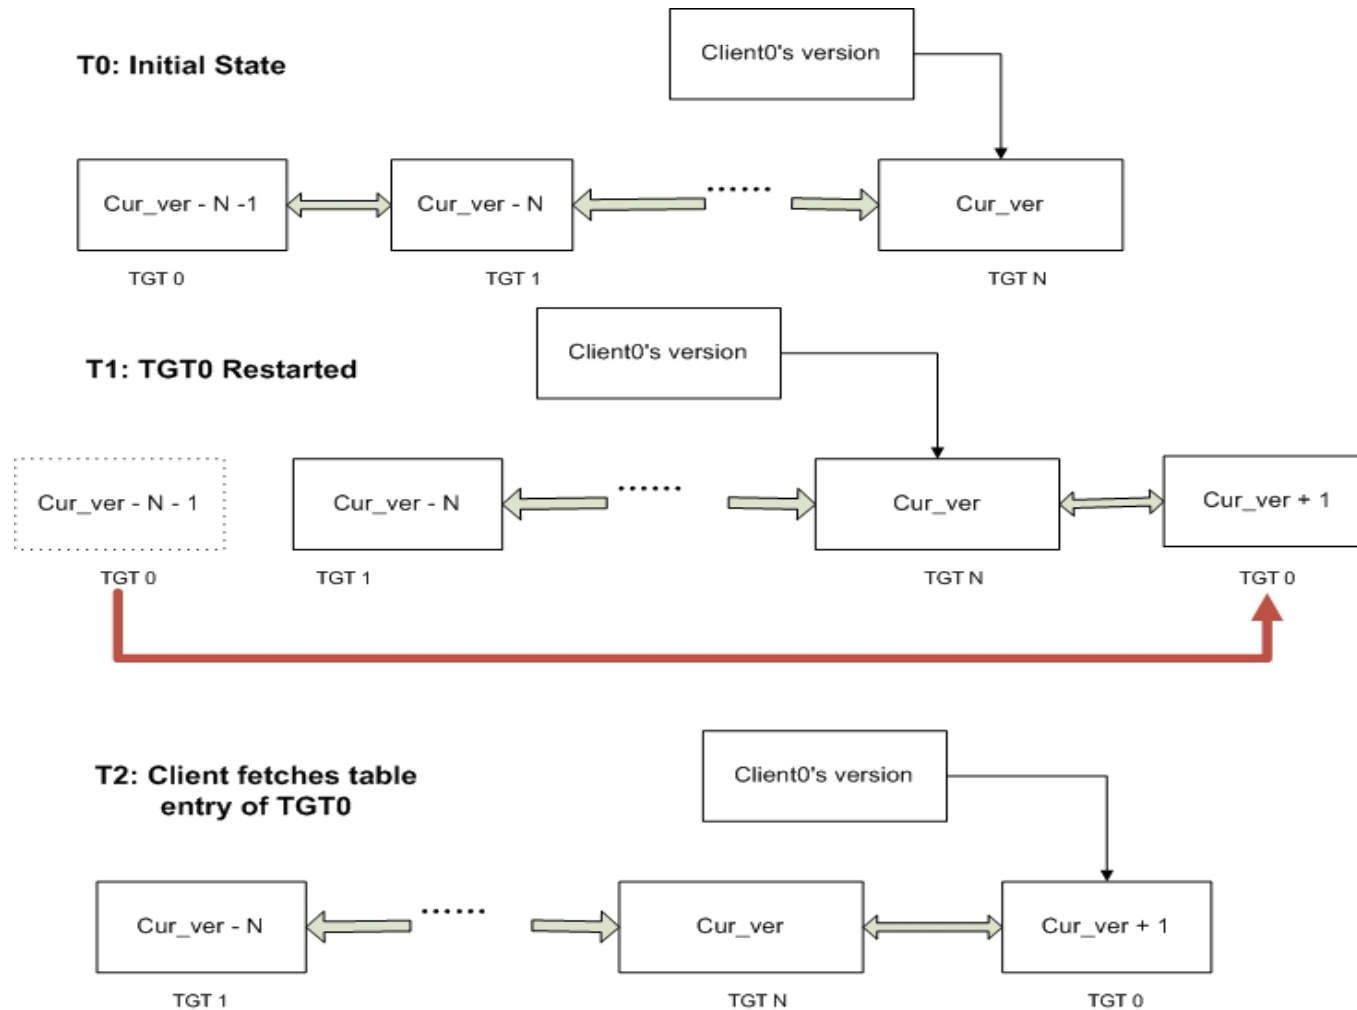 Client0's version
T0: Initial State
Cur_ver - N -1
Cur_ver - N
......
Cur_ver
TGT 0
TGT 1
TGT N
Client0's version
T1: TGT0 Restarted
Cur_ver - N - 1
Cur_ver - N
......
Cur_ver
Cur_ver + 1
TGT 0
TGT 1
TGT N
TGT 0
T2: Client fetches table
entry of TGT0
Client0's version
Cur_ver - N
......
Cur_ver
Cur_ver + 1
TGT 1
TGT N
TGT 0